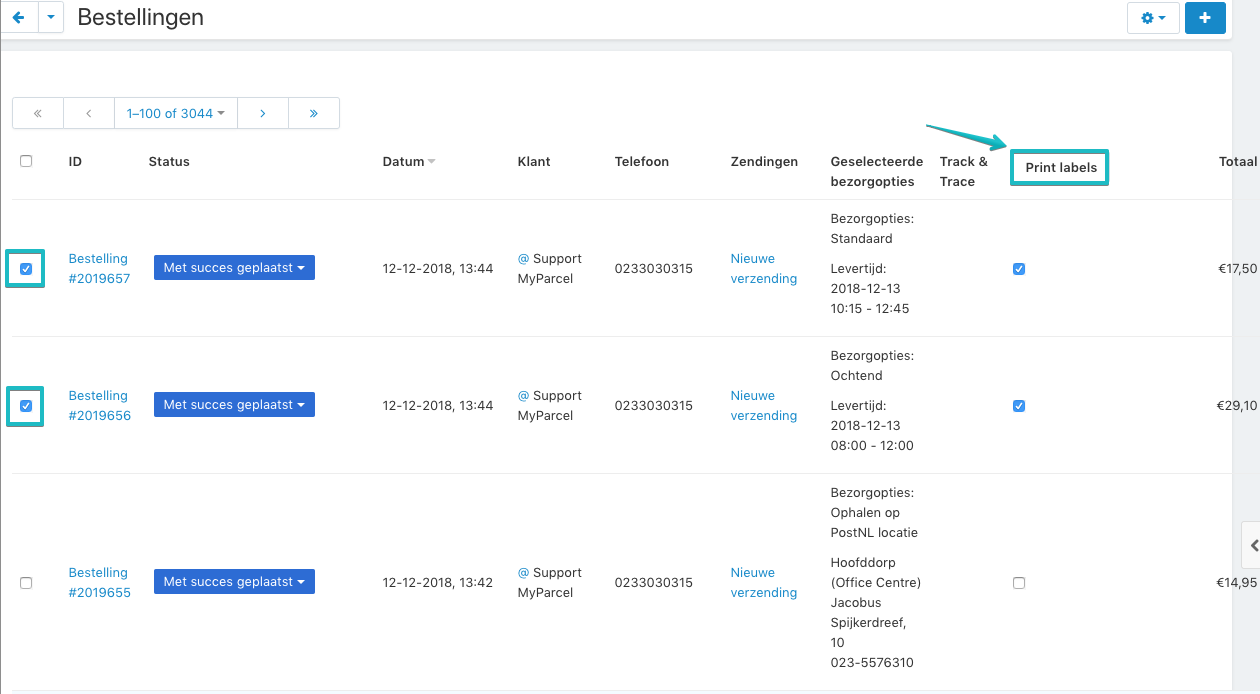 Bestellingen
1–100 of 3044
ID Status Datum Klant Telefoon Zendingen Geselecteerde bezorgopties Track & Trace Print labels Totaal
Bestelling
#2019657
Met succes geplaatst
12-12-2018, 13:44
@ Support
MyParcel
0233030315
Nieuwe
verzending
Bezorgopties:
Standaard
Levertijd:
2018-12-13
10:15 - 12:45
€17,50
Bestelling
#2019656
Met succes geplaatst
12-12-2018, 13:44
@ Support
MyParcel
0233030315
Nieuwe
verzending
Bezorgopties:
Ochtend
Levertijd:
2018-12-13
08:00 - 12:00
€29,10
Bestelling
#2019655
Met succes geplaatst
12-12-2018, 13:42
@ Support
MyParcel
0233030315
Nieuwe
verzending
Bezorgopties:
Ophalen op
PostNL locatie
Hoofddorp
(Office Centre)
Jacobus
Spijkerdreef,
10
023-5576310
€14,95